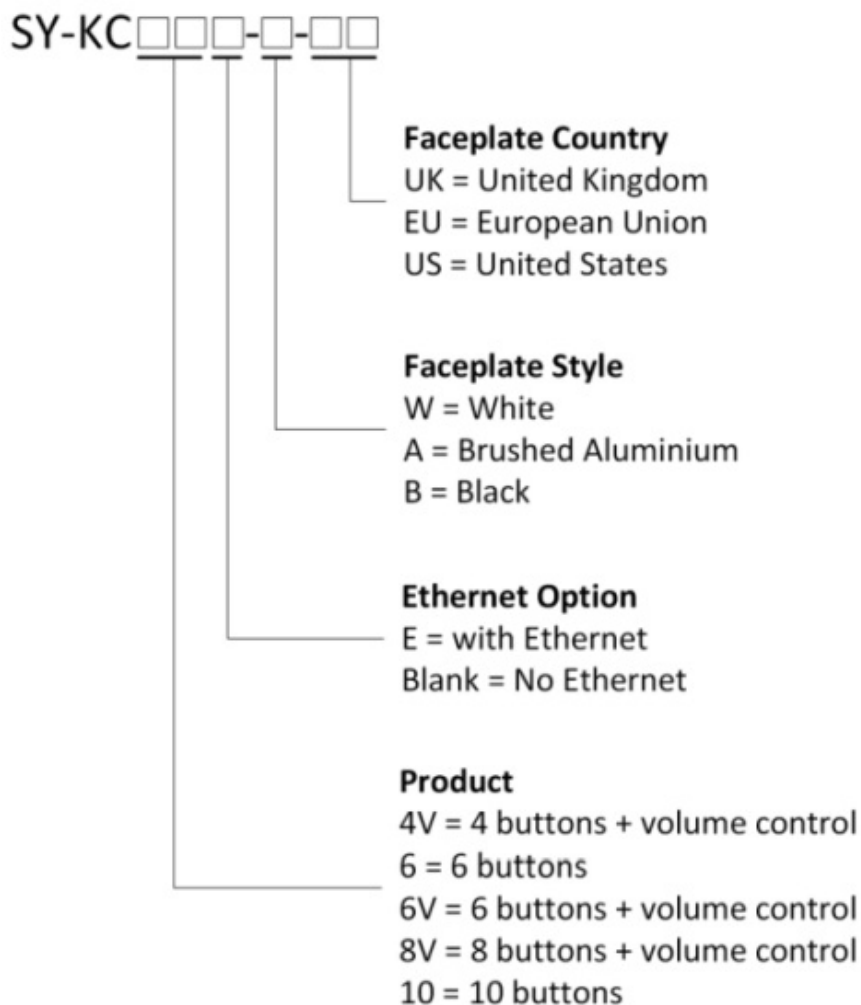 SY-KC□□□-□-□□
Faceplate Country
UK = United Kingdom
EU = European Union
US = United States
Faceplate Style
W = White
A = Brushed Aluminium
B = Black
Ethernet Option
E = with Ethernet
Blank = No Ethernet
Product
4V = 4 buttons + volume control
6 = 6 buttons
6V = 6 buttons + volume control
8V = 8 buttons + volume control
10 = 10 buttons